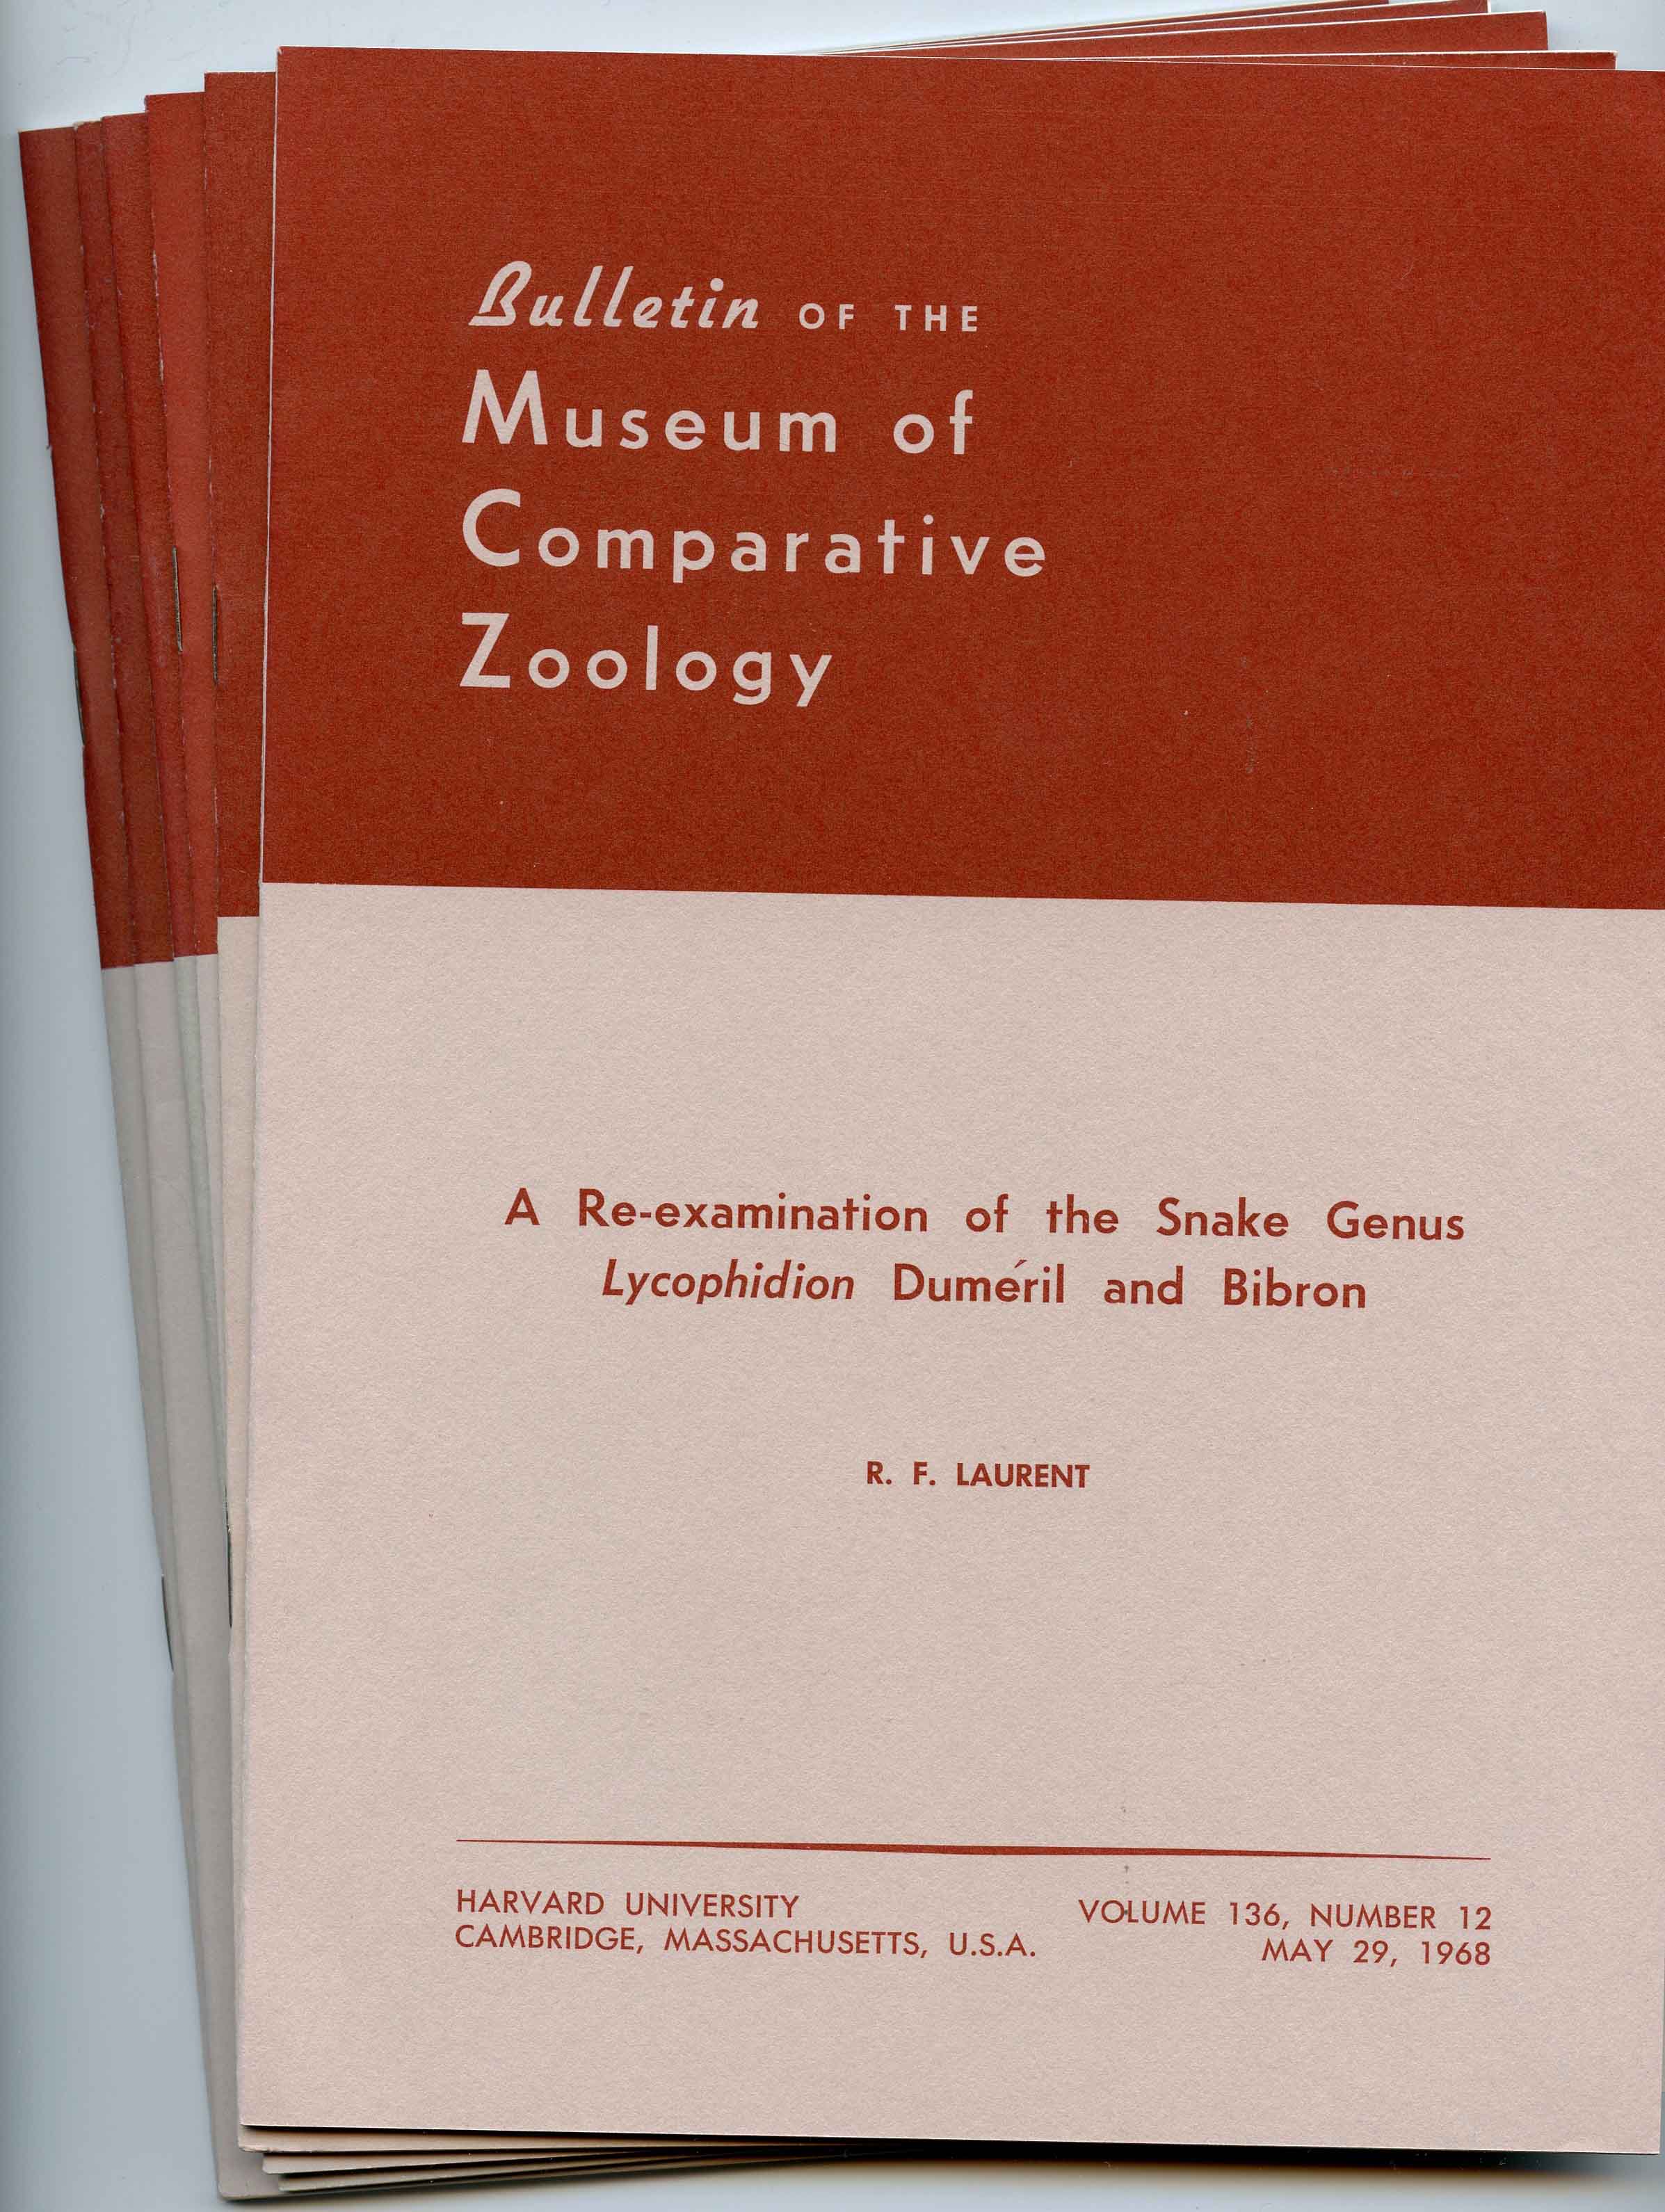 Bulletin OF THE
Museum of
Comparative
Zoology
A Re-examination of the Snake Genus
Lycophidion Duméril and Bibron
R. F. LAURENT
HARVARD UNIVERSITY
CAMBRIDGE, MASSACHUSETTS, U.S.A.
VOLUME 136, NUMBER 12
MAY 29, 1968